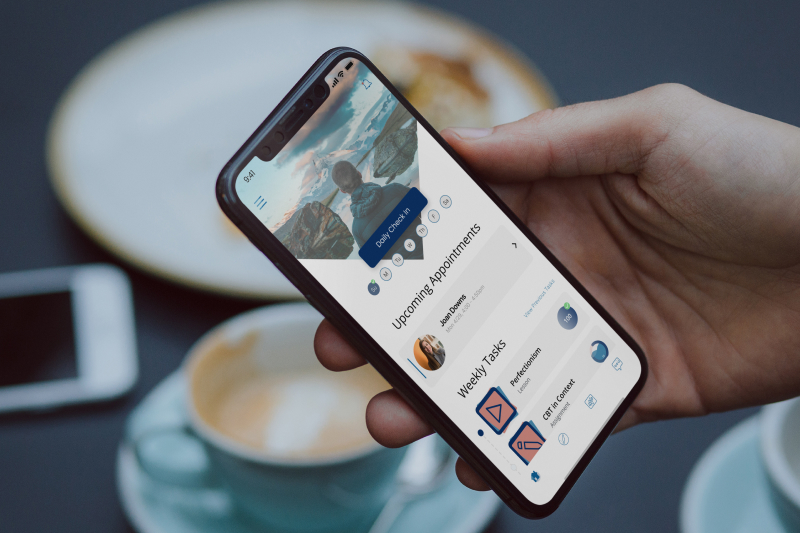 9:41
Daily Check In
Su M Tu W Th F Sa
Upcoming Appointments
Joan Downs
Weekly Tasks
View Previous Tasks
Perfectionism
Lesson
100
CBT in Context
Assignment